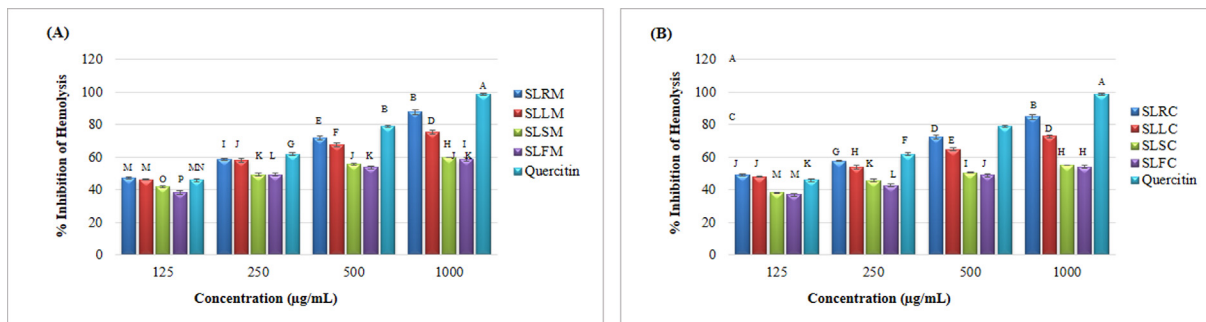 (A)
% Inhibition of Hemolysis
120
100
80
60
40
20
0
M M O P MN
I J K L G
E F J K B
B D H J I K A
125 250 500 1000
Concentration (µg/mL)
SLRM
SLLM
SLSM
SLFM
Quercitin
(B)
% Inhibition of Hemolysis
120
100
80
60
40
20
0
A
C
J J M M K
G H K L F
D E I J
B D H H A
125 250 500 1000
Concentration (µg/mL)
SLRC
SLLC
SLSC
SLFC
Quercitin